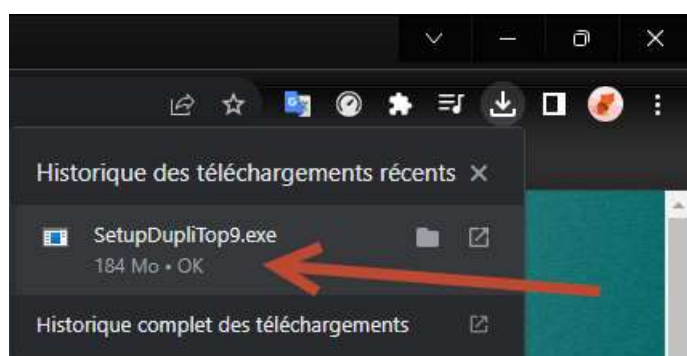 Historique des téléchargements récents
SetupDupliTop9.exe
184 Mo • OK
Historique complet des téléchargements